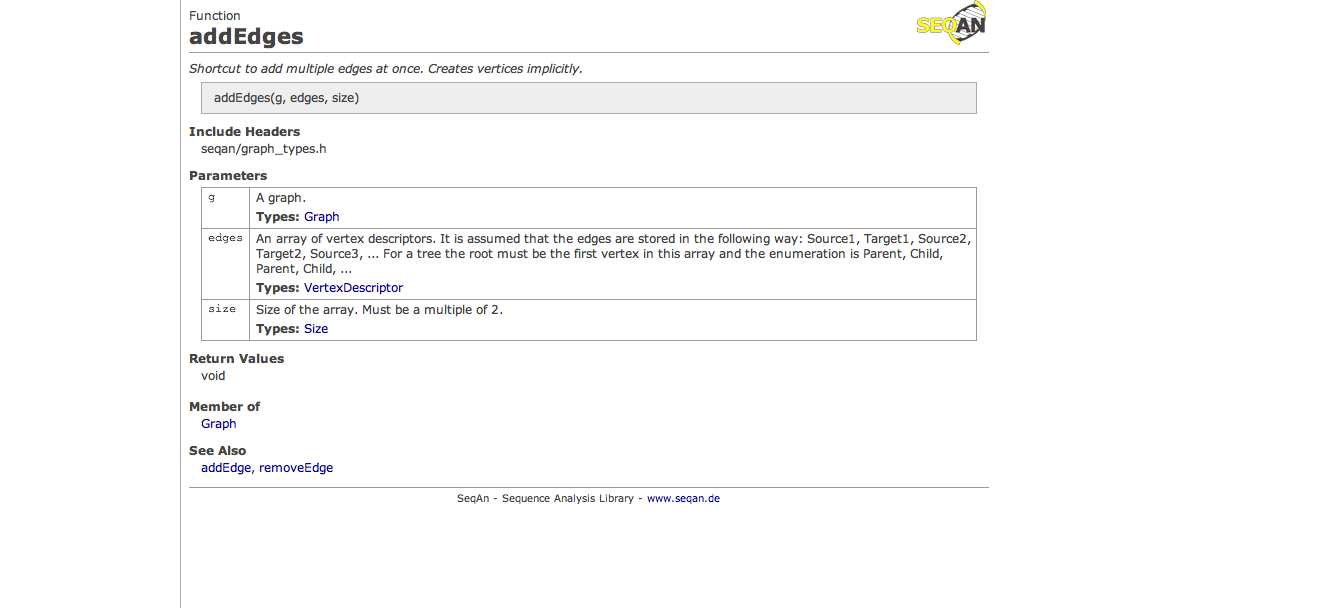 Function
addEdges
SEQAN
Shortcut to add multiple edges at once. Creates vertices implicitly.
addEdges(g, edges, size)
Include Headers
seqan/graph_types.h
Parameters
g
A graph.
Types: Graph
edges
An array of vertex descriptors. It is assumed that the edges are stored in the following way: Source1, Target1, Source2,
Target2, Source3, ... For a tree the root must be the first vertex in this array and the enumeration is Parent, Child,
Parent, Child, ...
Types: VertexDescriptor
size
Size of the array. Must be a multiple of 2.
Types: Size
Return Values
void
Member of
Graph
See Also
addEdge, removeEdge
SeqAn - Sequence Analysis Library - www.seqan.de